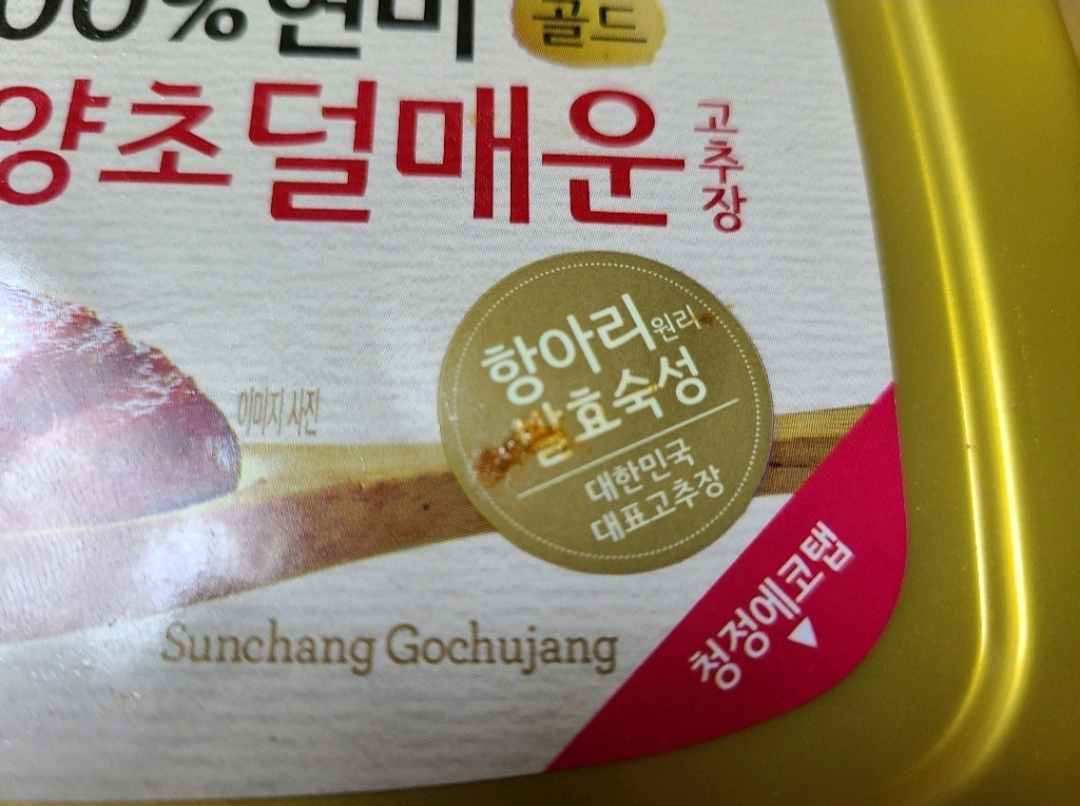 00% 현미 골드
양초덜매운 고추장
항아리원리
발효숙성
이미지 사진
대한민국
대표고추장
청정에코탭
Sunchang Gochujang